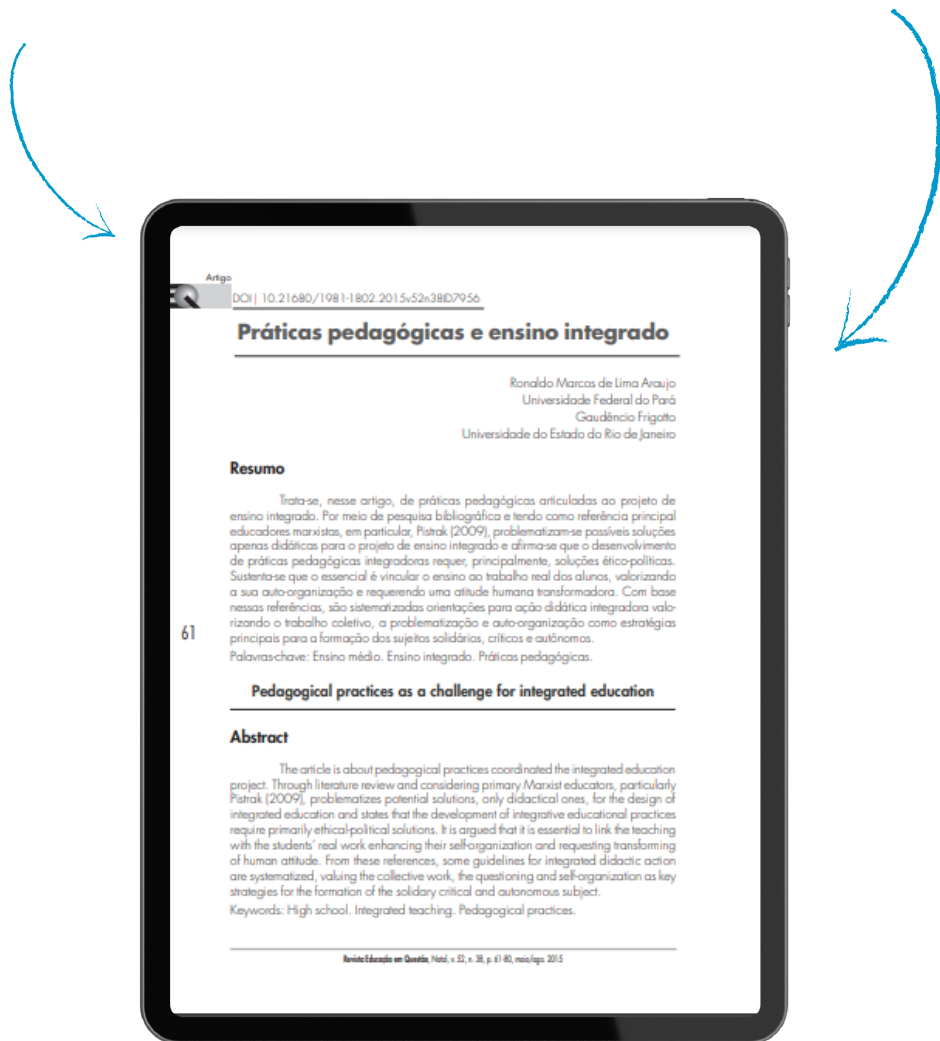 Artigo
EQ
DOI | 10.21680/1981-1802.2015v52n38ID7956
Práticas pedagógicas e ensino integrado
Ronaldo Marcos de Lima Araujo
Universidade Federal do Pará
Gaudêncio Frigotto
Universidade do Estado do Rio de Janeiro
Resumo
Trata-se, nesse artigo, de práticas pedagógicas articuladas ao projeto de
ensino integrado. Por meio de pesquisa bibliográfica e tendo como referência principal
educadores marxistas, em particular, Pistrak (2009), problematizam-se possíveis soluções
apenas didáticas para o projeto de ensino integrado e afirma-se que o desenvolvimento
de práticas pedagógicas integradoras requer, principalmente, soluções ético-políticas.
Sustenta-se que o essencial é vincular o ensino ao trabalho real dos alunos, valorizando
a sua auto-organização e requerendo uma atitude humana transformadora. Com base
nessas referências, são sistematizadas orientações para ação didática integradora valo-
rizando o trabalho coletivo, a problematização e auto-organização como estratégias
principais para a formação dos sujeitos solidários, críticos e autônomos.
61
Palavras-chave: Ensino médio. Ensino integrado. Práticas pedagógicas.
Pedagogical practices as a challenge for integrated education
Abstract
The article is about pedagogical practices coordinated the integrated education
project. Through literature review and considering primary Marxist educators, particularly
Pistrak (2009), problematizes potential solutions, only didactical ones, for the design of
integrated education and states that the development of integrative educational practices
require primarily ethical-political solutions. It is argued that it is essential to link the teaching
with the students' real work enhancing their self-organization and requesting transforming
of human attitude. From these references, some guidelines for integrated didactic action
are systematized, valuing the collective work, the questioning and self-organization as key
strategies for the formation of the solidary critical and autonomous subject.
Keywords: High school. Integrated teaching. Pedagogical practices.
Revista Educação em Questão, Natal, v. 52, n. 38, p. 61-80, maio/ago. 2015